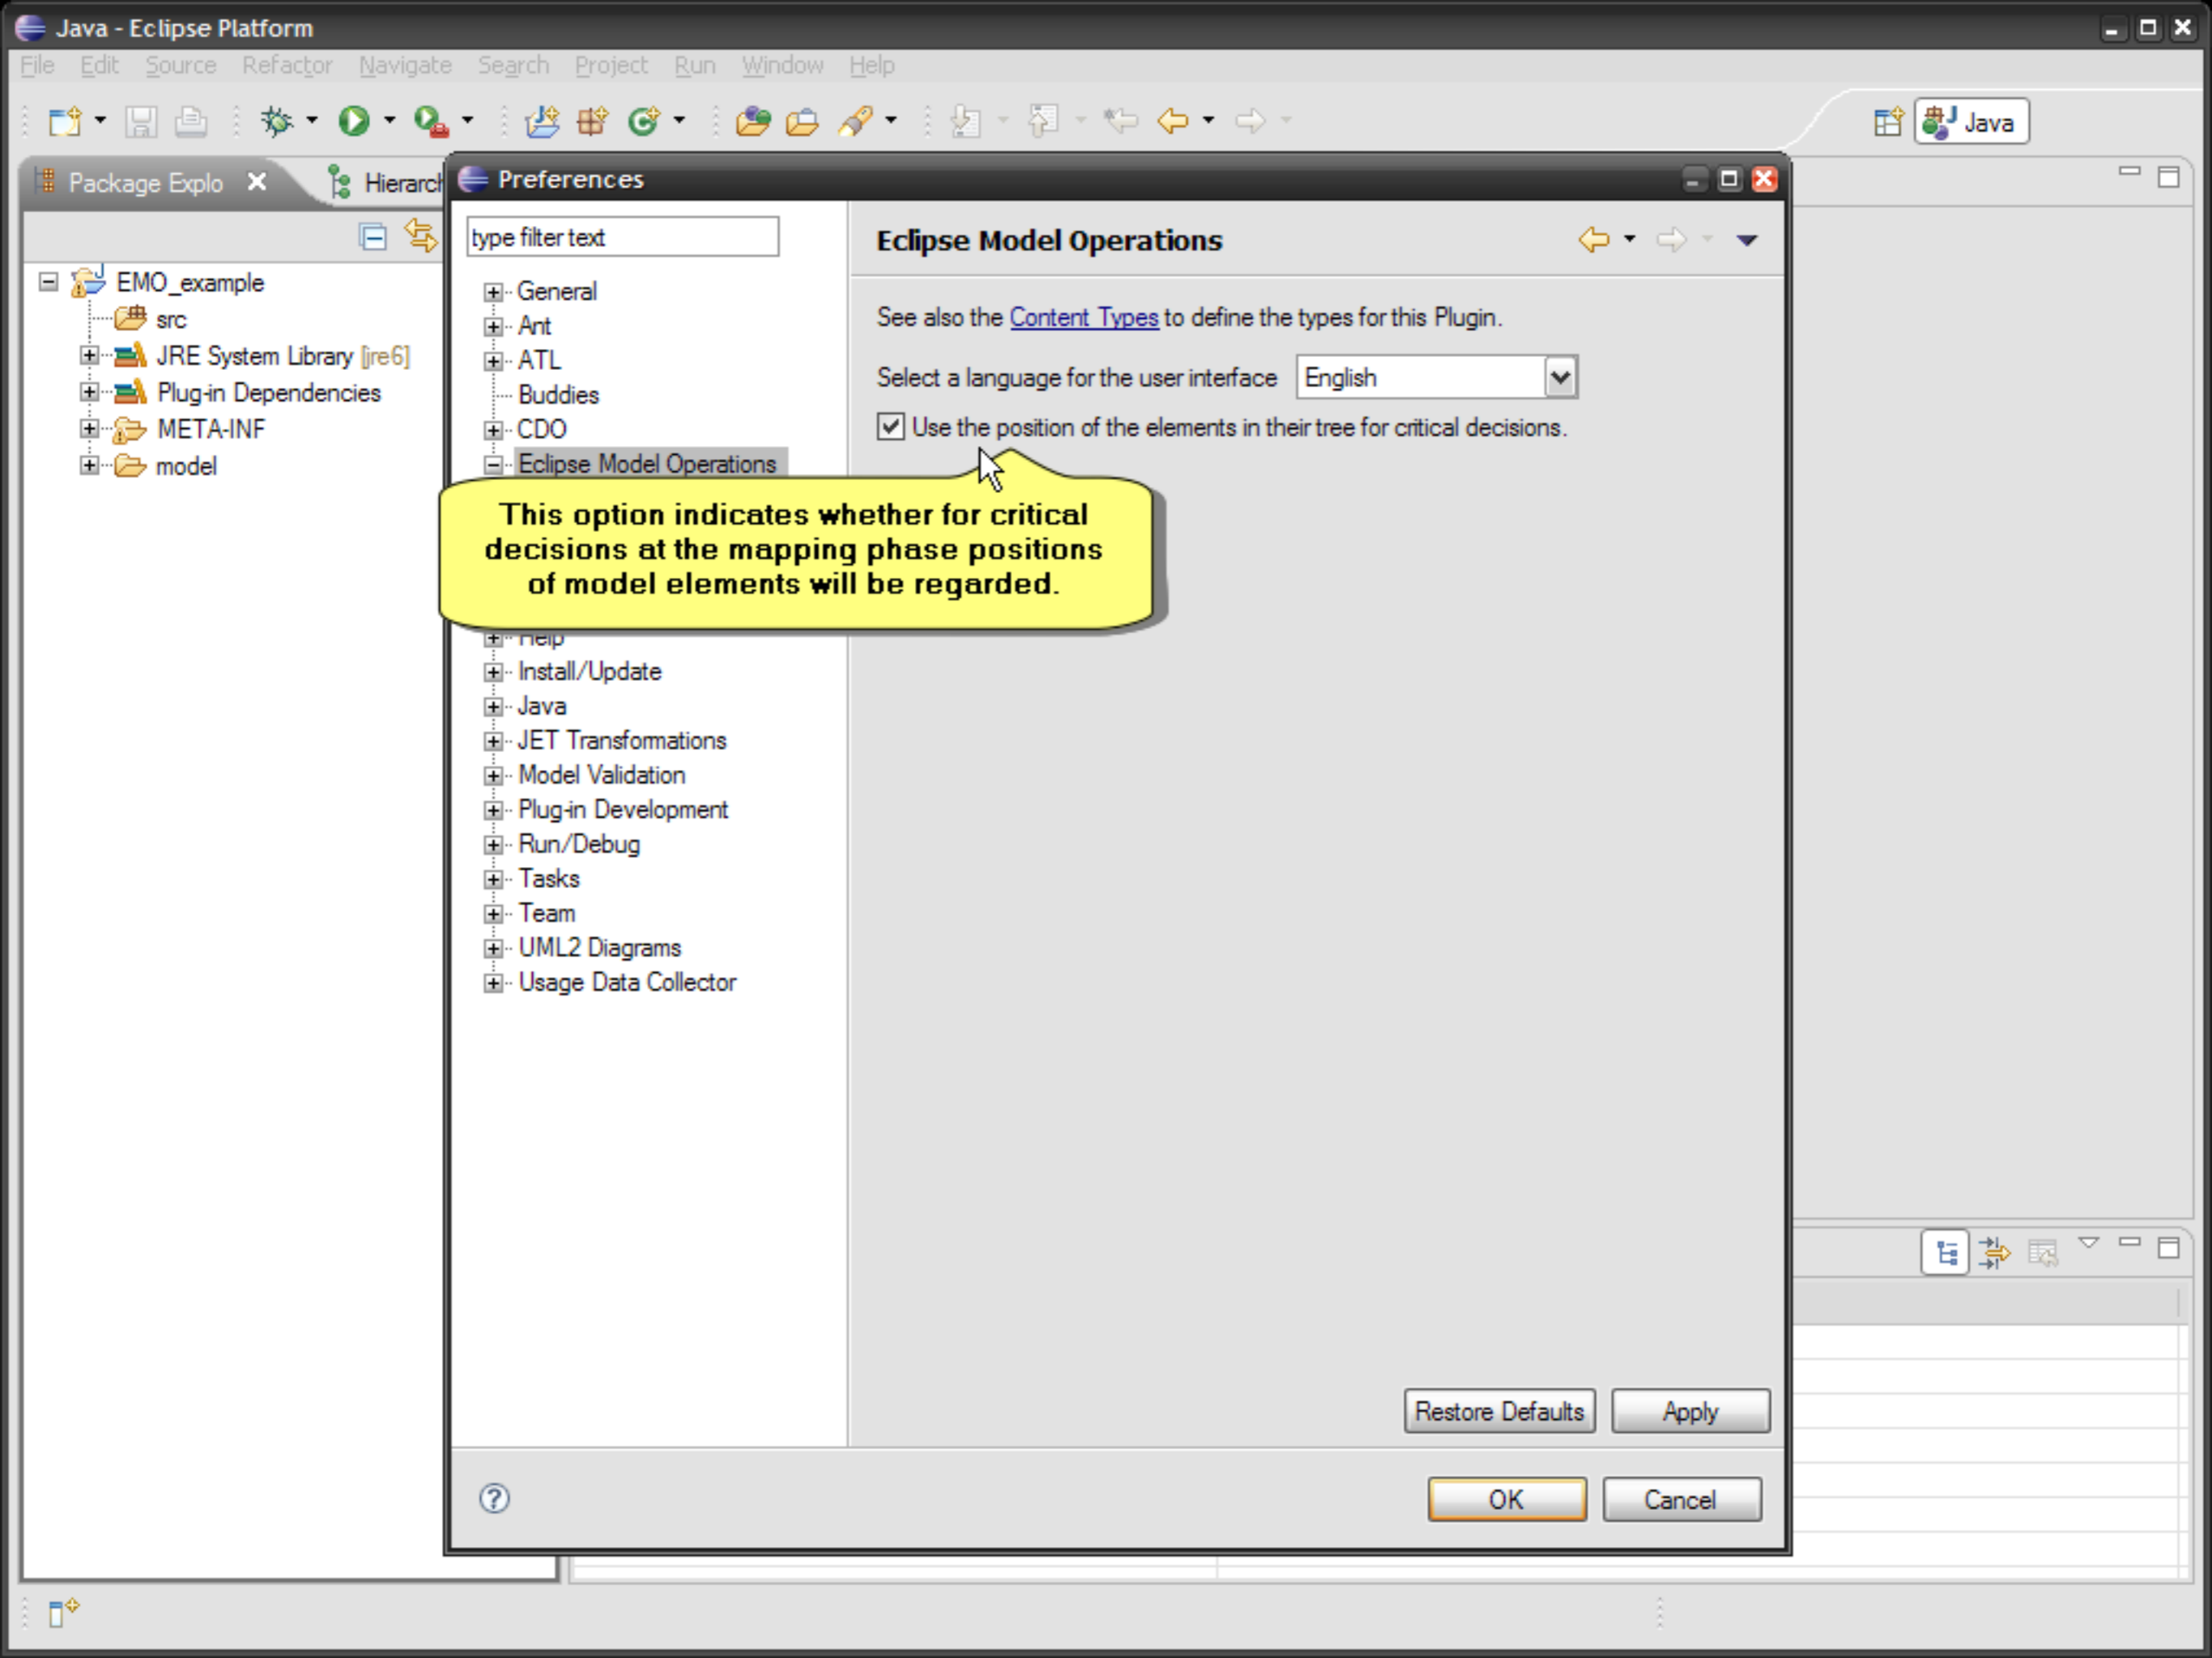 Java - Eclipse Platform
File Edit Source Refactor Navigate Search Project Run Window Help
Java
Package Explo
Hierarch
EMO_example
src
JRE System Library [jre6]
Plug-in Dependencies
META-INF
model
Preferences
type filter text
General
Ant
ATL
Buddies
CDO
Eclipse Model Operations
Help
Install/Update
Java
JET Transformations
Model Validation
Plug-in Development
Run/Debug
Tasks
Team
UML2 Diagrams
Usage Data Collector
Eclipse Model Operations
See also the Content Types to define the types for this Plugin.
Select a language for the user interface English
Use the position of the elements in their tree for critical decisions.
This option indicates whether for critical
decisions at the mapping phase positions
of model elements will be regarded.
Restore Defaults Apply
OK Cancel